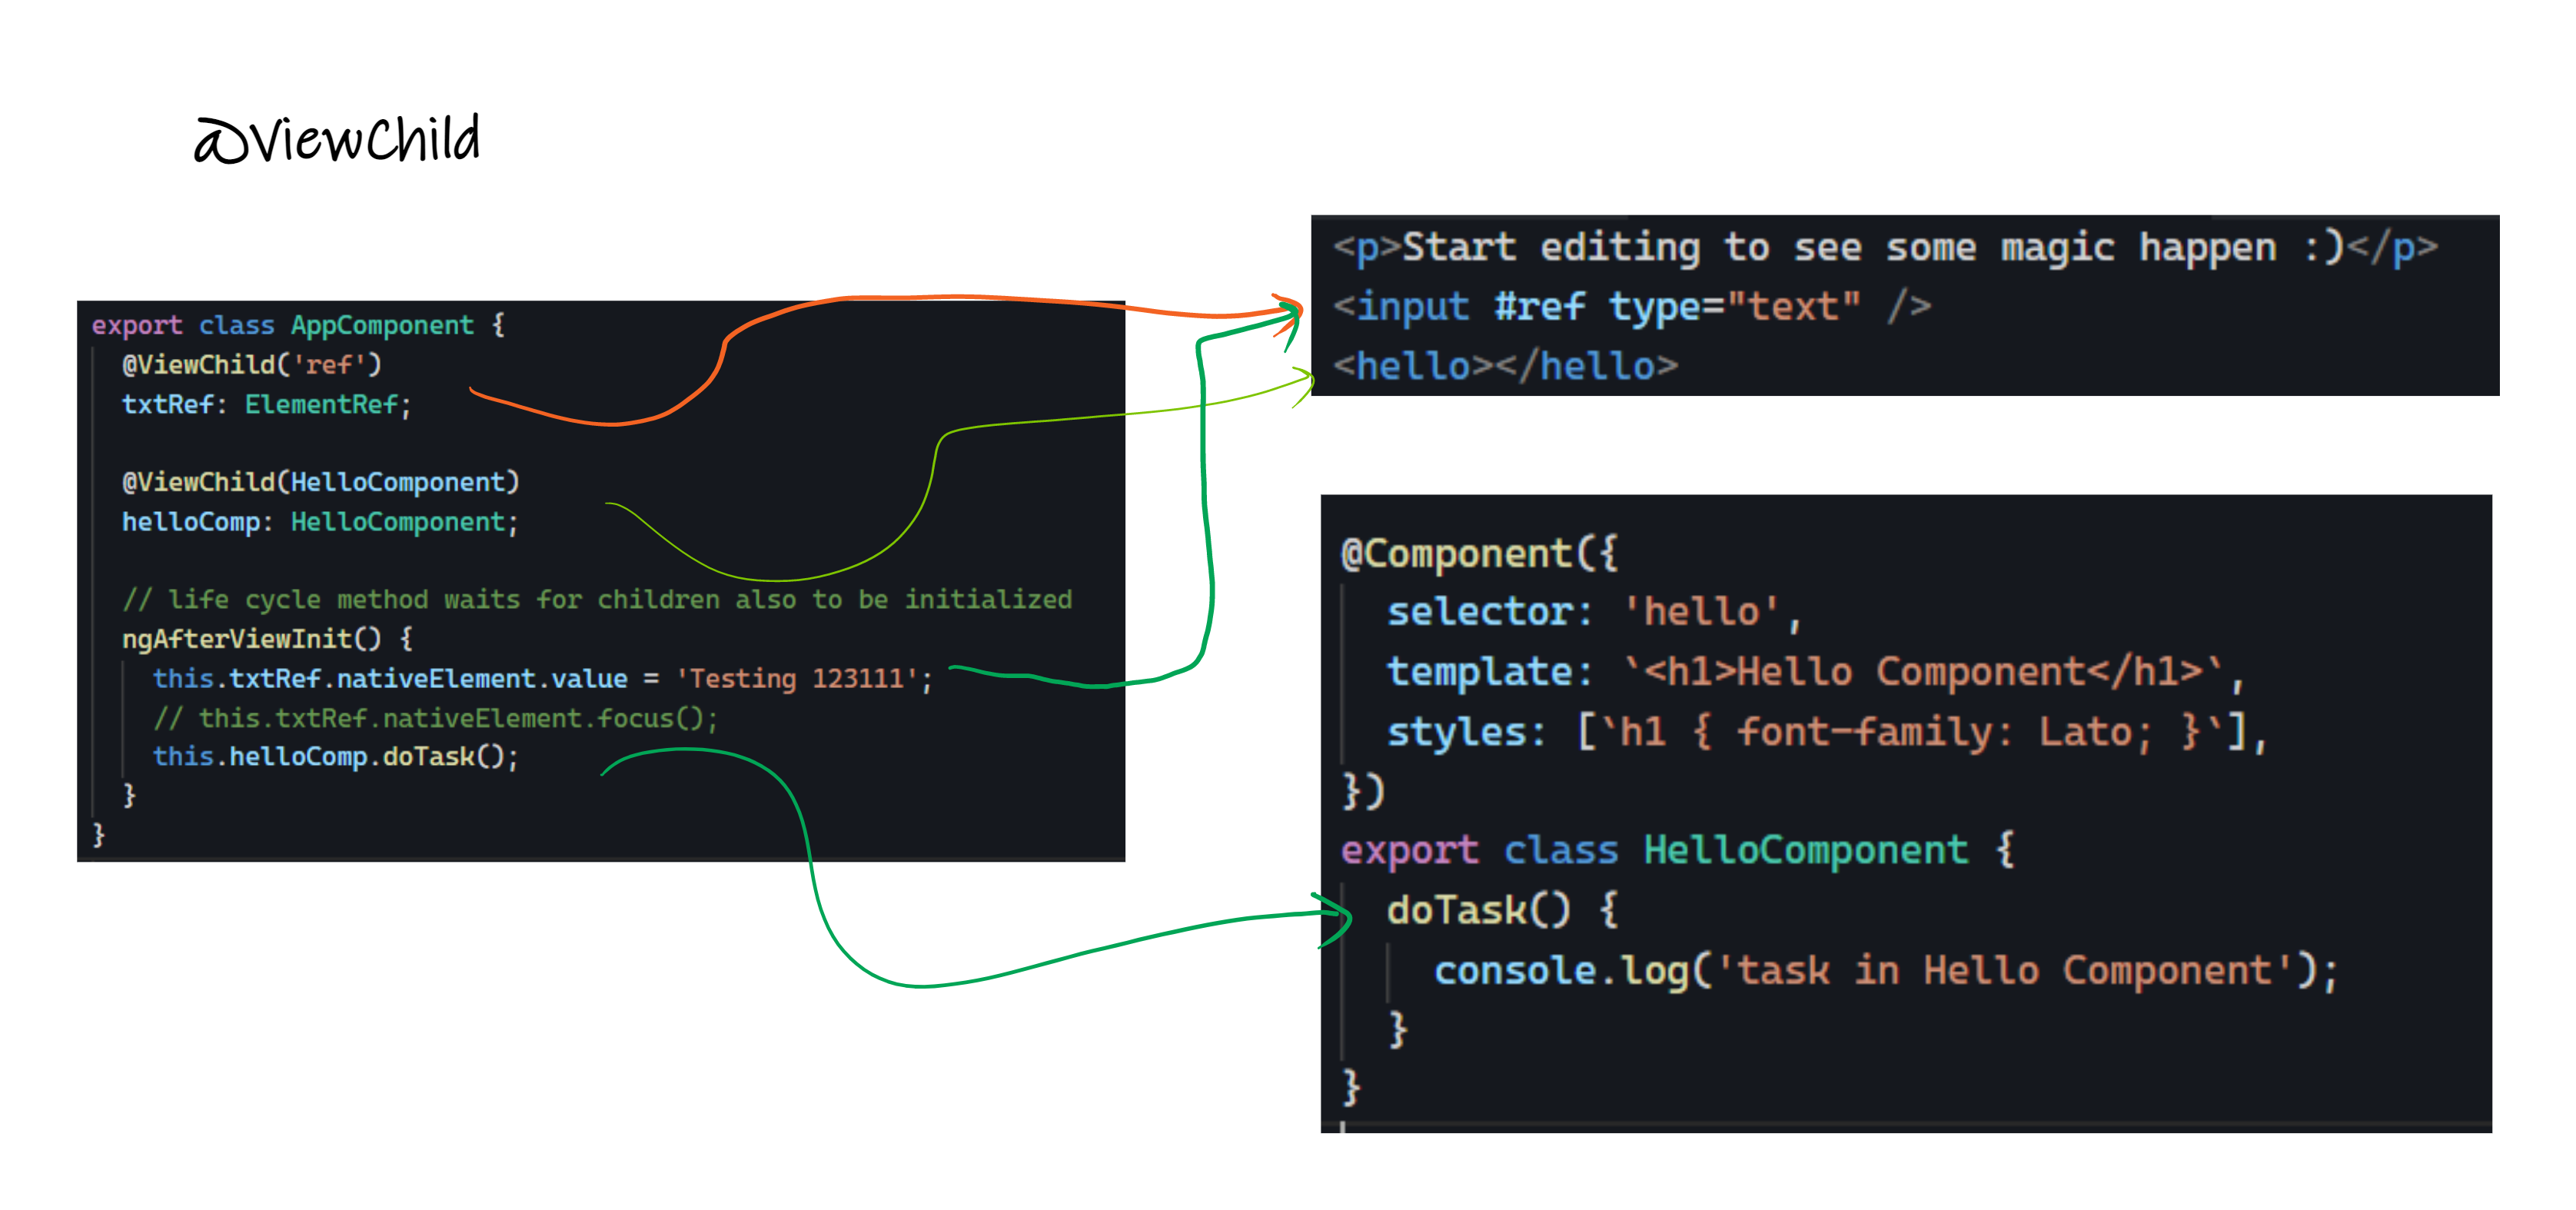 @ViewChild
export class AppComponent {
@ViewChild('ref')
txtRef: ElementRef;
@ViewChild(HelloComponent)
helloComp: HelloComponent;
// life cycle method waits for children also to be initialized
ngAfterViewInit() {
this.txtRef.nativeElement.value = 'Testing 123111';
// this.txtRef.nativeElement.focus();
this.helloComp.doTask();
}
}
<p>Start editing to see some magic happen :)</p>
<input #ref type="text" />
<hello></hello>
@Component({
selector: 'hello',
template: `<h1>Hello Component</h1>`,
styles: [`h1 { font-family: Lato; }`],
})
export class HelloComponent {
doTask() {
console.log('task in Hello Component');
}
}